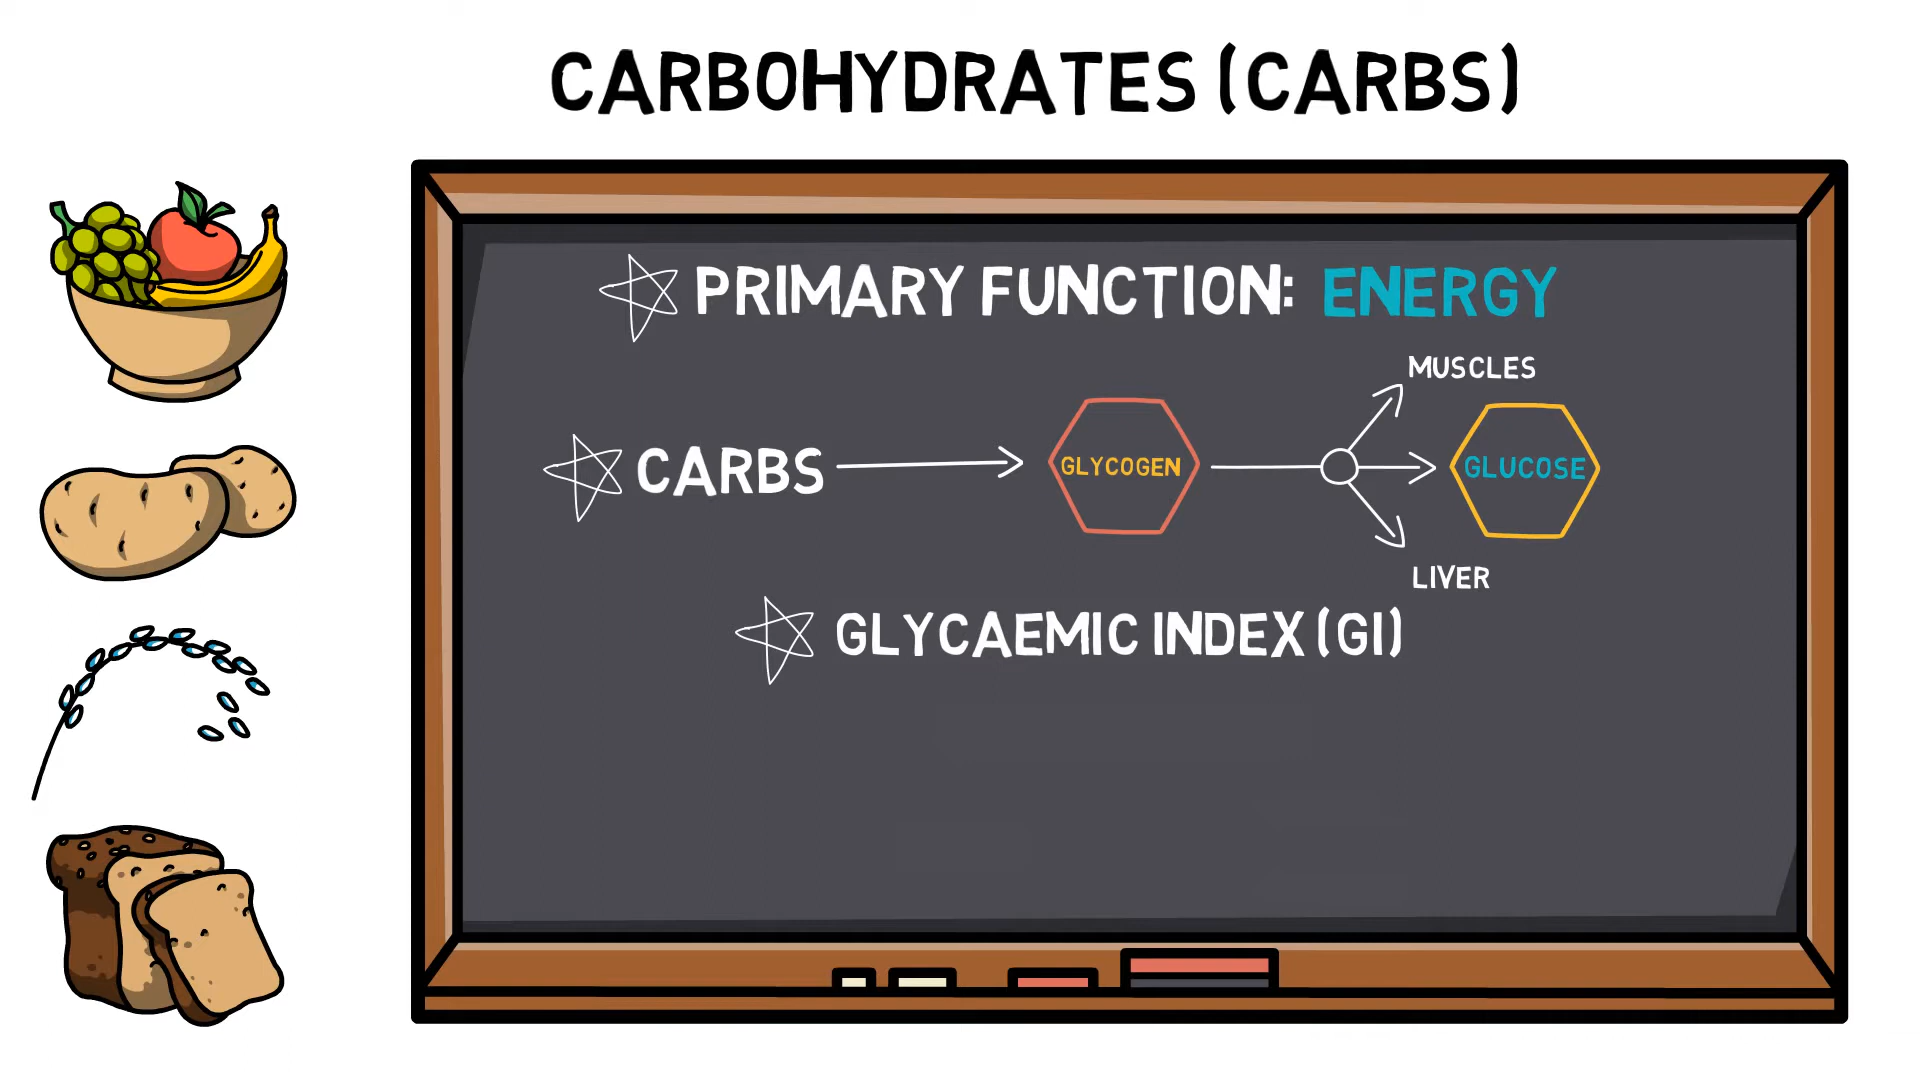 CARBOHYDRATES (CARBS)
PRIMARY FUNCTION: ENERGY
MUSCLES
CARBS
GLYCOGEN
GLUCOSE
LIVER
GLYCAEMIC INDEX (GI)